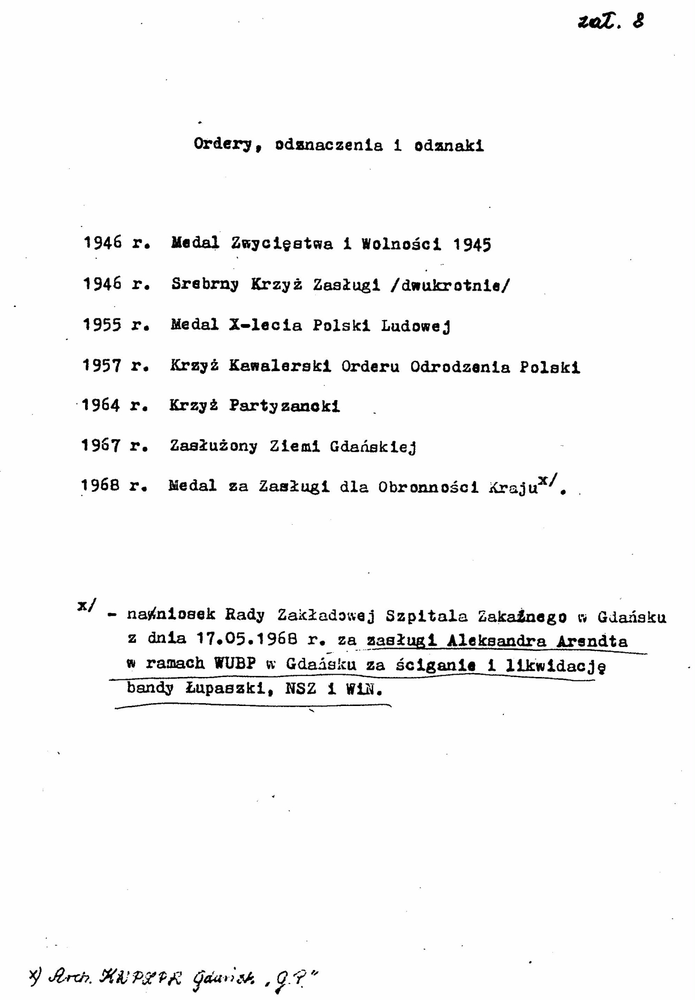 zał. 8
Ordery, odznaczenia i odznaki
1946 r. Medal Zwycięstwa i Wolności 1945
1946 r. Srebrny Krzyż Zasługi /dwukrotnie/
1955 r. Medal X-lecia Polski Ludowej
1957 r. Krzyż Kawalerski Orderu Odrodzenia Polski
1964 r. Krzyż Partyzancki
1967 r. Zasłużony Ziemi Gdańskiej
1968 r. Medal za Zasługi dla Obronności Kraju x/.
x/ - na/wniosek Rady Zakładowej Szpitala Zakaźnego w Gdańsku
z dnia 17.05.1968 r. za zasługi Aleksandra Arendta
w ramach WUBP w Gdańsku za ściganie i likwidację
bandy Łupaszki, NSZ i WiN.
x) Arch. KW PZPR Gdańsk